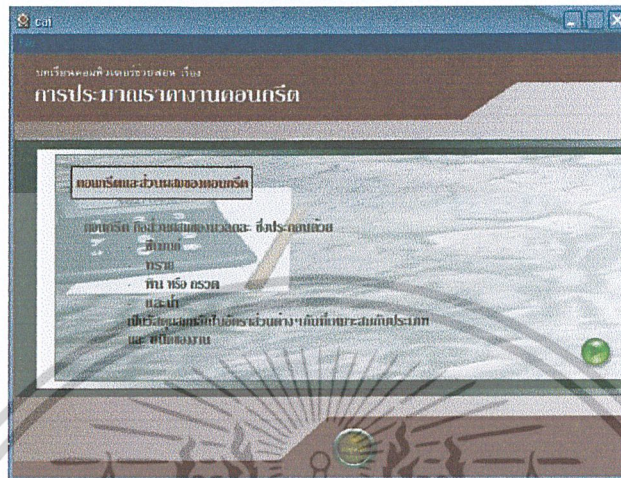 cai
บทเรียนคอมพิวเตอร์ช่วยสอน เรื่อง
การประมาณราคางานคอนกรีต
คอนกรีตและส่วนผสมของคอนกรีต
คอนกรีต คือส่วนผสมของมวลคละ ซึ่งประกอบด้วย
ซีเมนต์
ทราย
- หิน หรือ กรวด
- และน้ำ
เป็นวัสดุผสมกันในอัตราส่วนต่างๆกันที่เหมาะสมกับประเภท
และ ชนิดของงาน